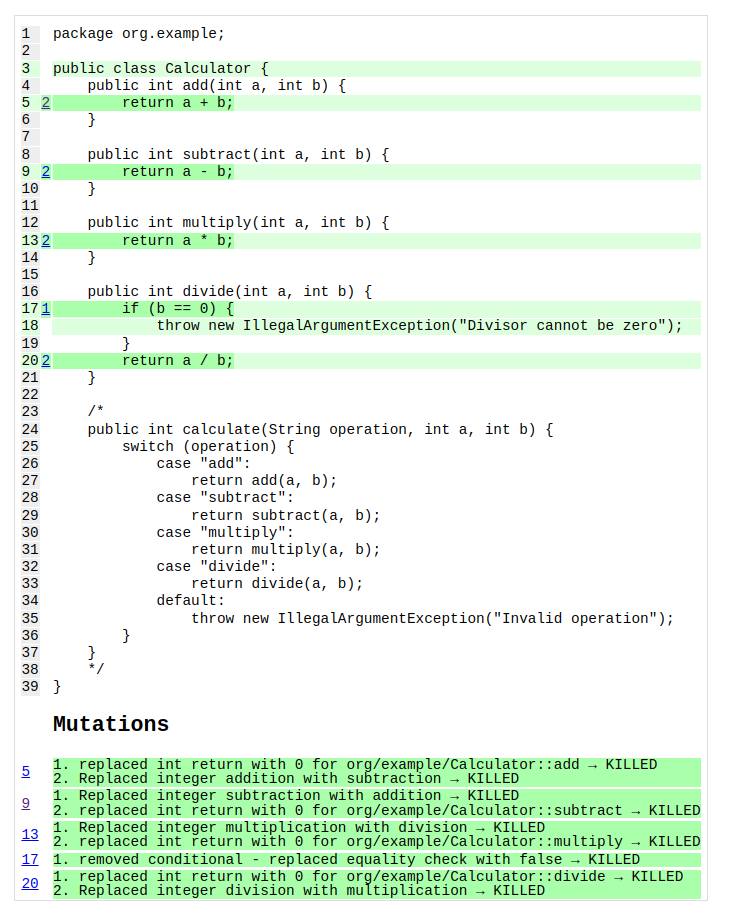 1 package org.example;
2
3 public class Calculator {
4     public int add(int a, int b) {
5 2         return a + b;
6     }
7
8     public int subtract(int a, int b) {
9 2         return a - b;
10     }
11
12     public int multiply(int a, int b) {
13 2         return a * b;
14     }
15
16     public int divide(int a, int b) {
17 1         if (b == 0) {
18             throw new IllegalArgumentException("Divisor cannot be zero");
19         }
20 2         return a / b;
21     }
22
23     /*
24     public int calculate(String operation, int a, int b) {
25         switch (operation) {
26             case "add":
27                 return add(a, b);
28             case "subtract":
29                 return subtract(a, b);
30             case "multiply":
31                 return multiply(a, b);
32             case "divide":
33                 return divide(a, b);
34             default:
35                 throw new IllegalArgumentException("Invalid operation");
36         }
37     }
38     */
39 }
Mutations
5
1. replaced int return with 0 for org/example/Calculator::add → KILLED
2. Replaced integer addition with subtraction → KILLED
9
1. Replaced integer subtraction with addition → KILLED
2. replaced int return with 0 for org/example/Calculator::subtract → KILLED
13
1. Replaced integer multiplication with division → KILLED
2. replaced int return with 0 for org/example/Calculator::multiply → KILLED
17
1. removed conditional - replaced equality check with false → KILLED
20
1. replaced int return with 0 for org/example/Calculator::divide → KILLED
2. Replaced integer division with multiplication → KILLED